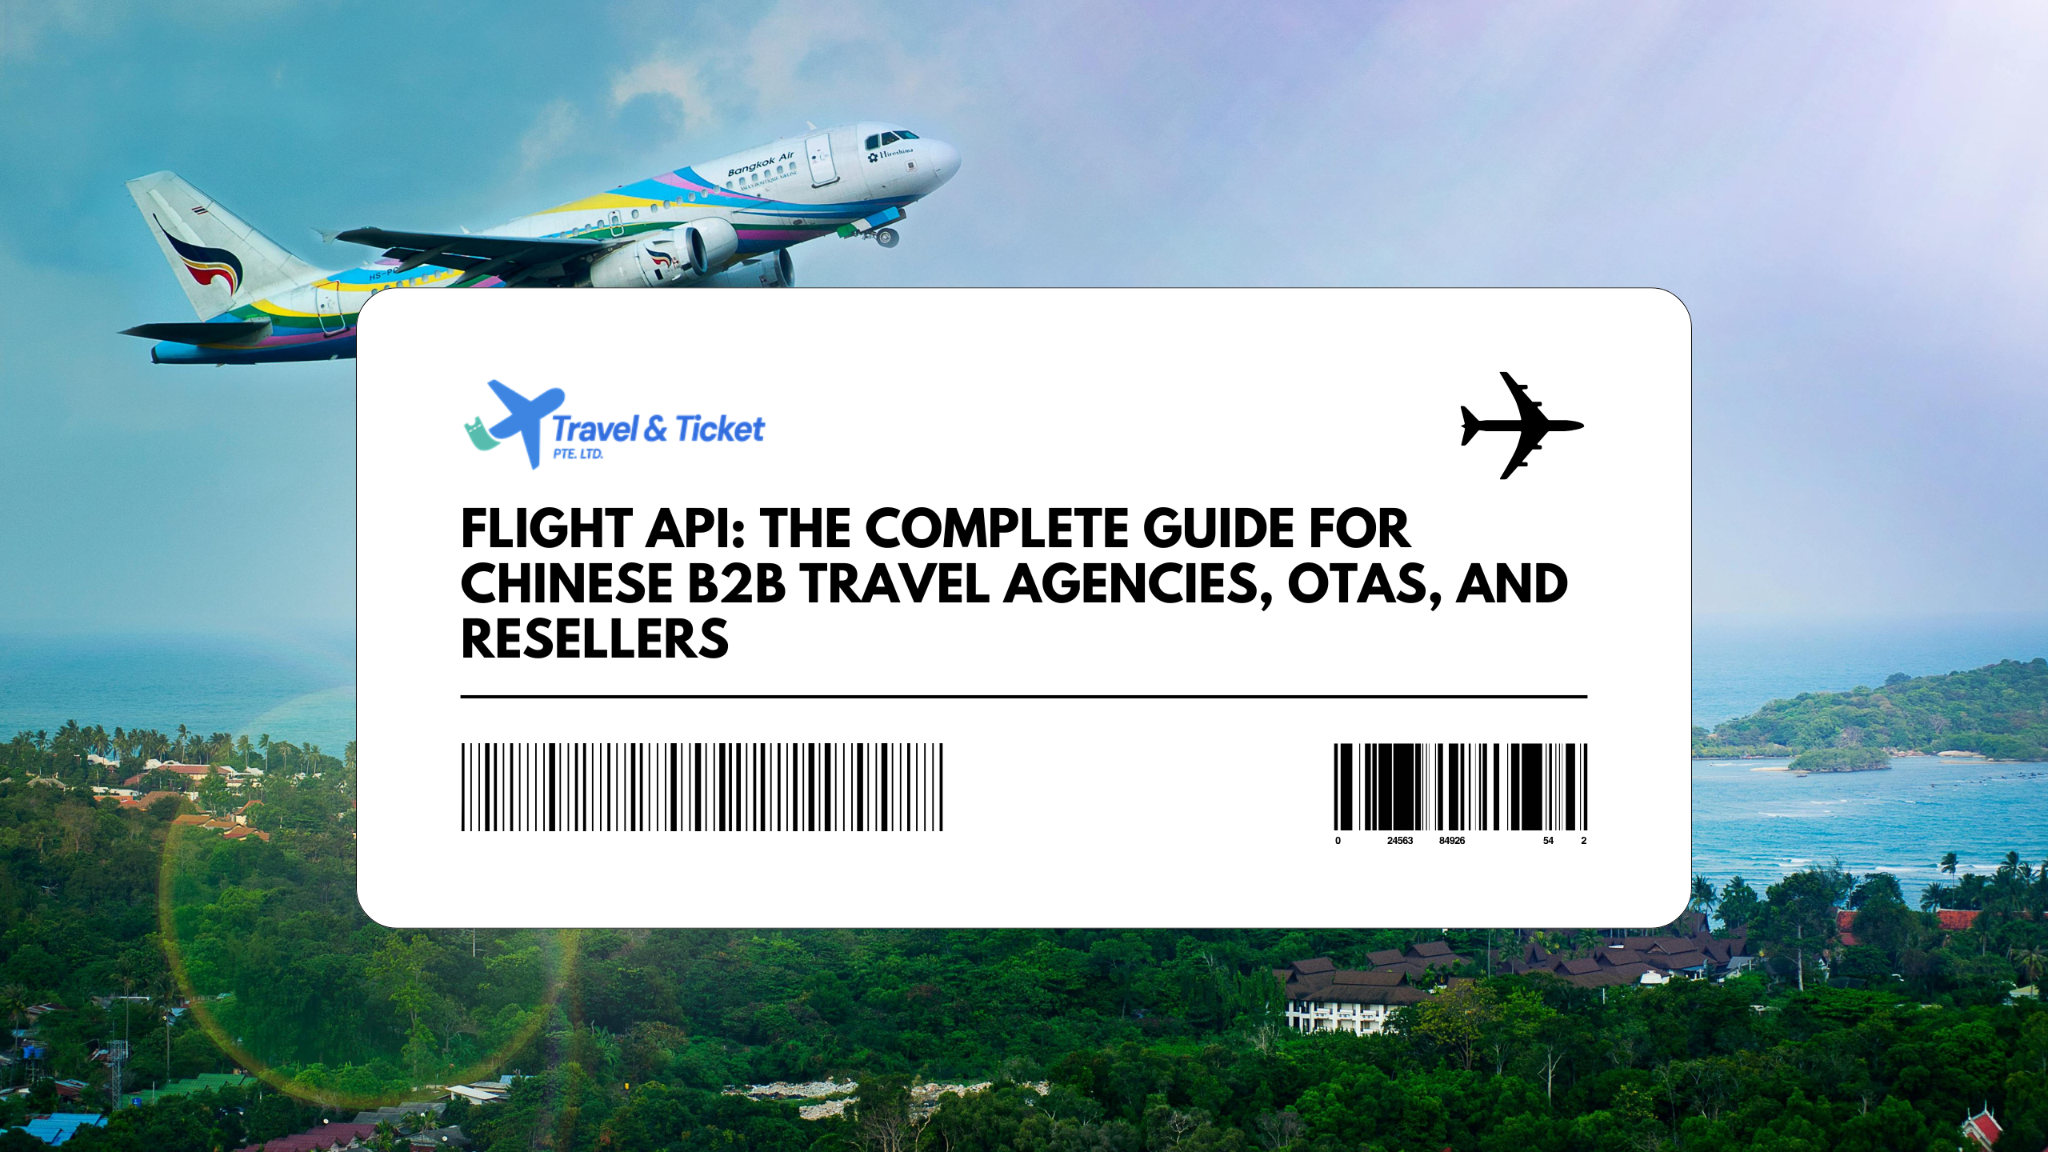 Bangkok Air
Hiroshima
Travel & Ticket
PTE. LTD.
FLIGHT API: THE COMPLETE GUIDE FOR
CHINESE B2B TRAVEL AGENCIES, OTAS, AND
RESELLERS
0 24563 84926 54 2